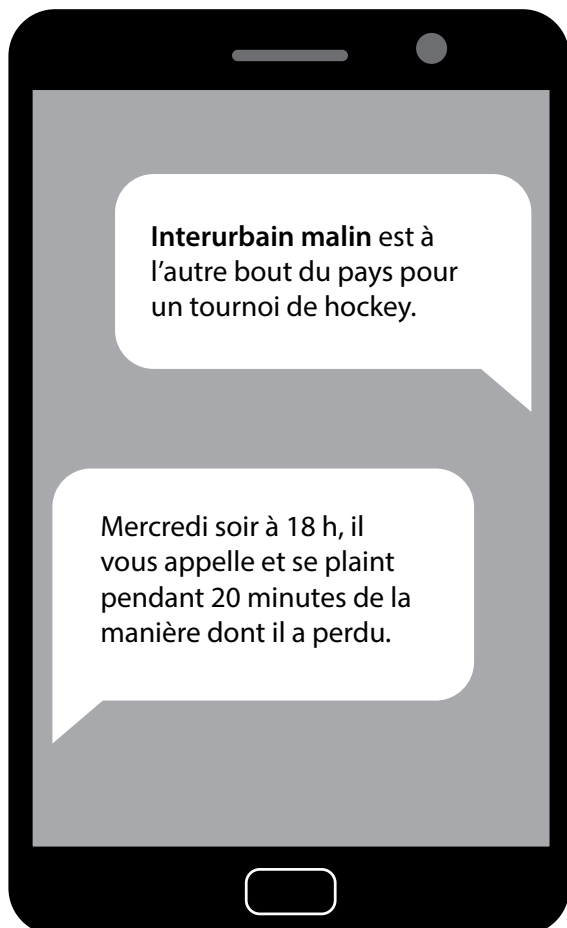 Interurbain malin est à
l’autre bout du pays pour
un tournoi de hockey.
Mercredi soir à 18 h, il
vous appelle et se plaint
pendant 20 minutes de la
manière dont il a perdu.